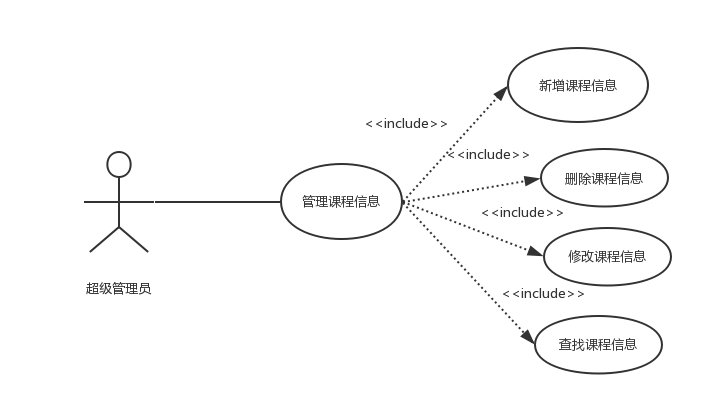 新增课程信息
<<include>>
<<include>>
删除课程信息
管理课程信息
<<include>>
修改课程信息
超级管理员
<<include>>
查找课程信息